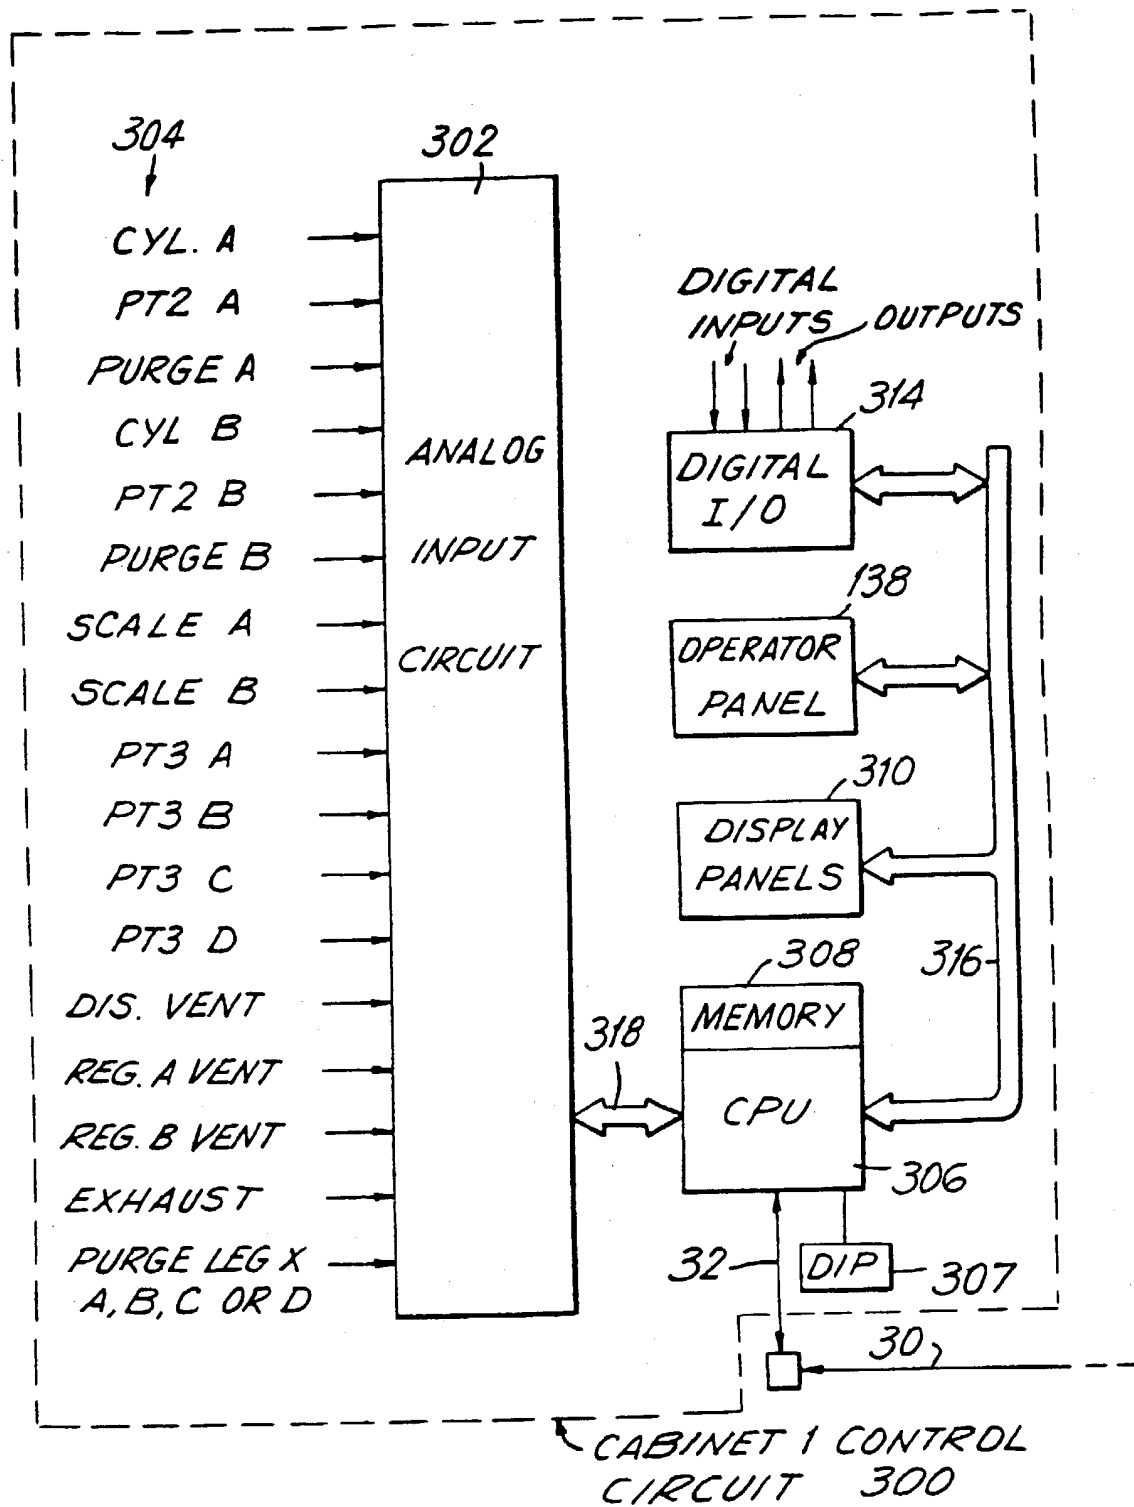 304
302
CYL. A
PT2 A
PURGE A
CYL B
PT2 B
PURGE B
SCALE A
SCALE B
PT3 A
PT3 B
PT3 C
PT3 D
DIS. VENT
REG. A VENT
REG. B VENT
EXHAUST
PURGE LEG X
A, B, C OR D
ANALOG
INPUT
CIRCUIT
DIGITAL
INPUTS
OUTPUTS
314
DIGITAL
I/O
138
OPERATOR
PANEL
310
DISPLAY
PANELS
316
308
MEMORY
318
CPU
306
32
DIP
307
30
CABINET 1 CONTROL
CIRCUIT 300